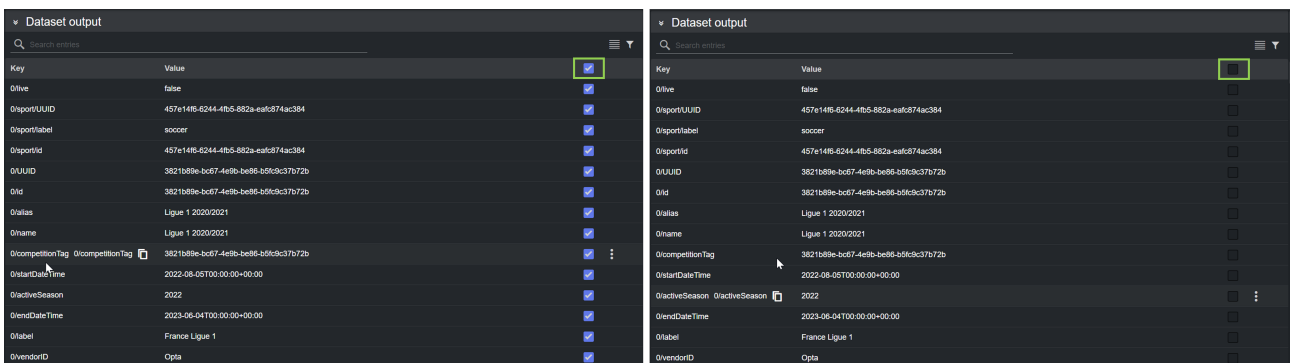 Dataset output
Search entries
Key Value
0/live false
0/sport/UUID 457e14f6-6244-4fb5-882a-eafc874ac384
0/sport/label soccer
0/sport/id 457e14f6-6244-4fb5-882a-eafc874ac384
0/UUID 3821b89e-bc67-4e9b-be86-b5fc9c37b72b
0/id 3821b89e-bc67-4e9b-be86-b5fc9c37b72b
0/alias Ligue 1 2020/2021
0/name Ligue 1 2020/2021
0/competitionTag 0/competitionTag 3821b89e-bc67-4e9b-be86-b5fc9c37b72b
0/startDateTime 2022-08-05T00:00:00+00:00
0/activeSeason 2022
0/endDateTime 2023-06-04T00:00:00+00:00
0/label France Ligue 1
0/vendorID Opta
Dataset output
Search entries
Key Value
0/live false
0/sport/UUID 457e14f6-6244-4fb5-882a-eafc874ac384
0/sport/label soccer
0/sport/id 457e14f6-6244-4fb5-882a-eafc874ac384
0/UUID 3821b89e-bc67-4e9b-be86-b5fc9c37b72b
0/id 3821b89e-bc67-4e9b-be86-b5fc9c37b72b
0/alias Ligue 1 2020/2021
0/name Ligue 1 2020/2021
0/competitionTag 3821b89e-bc67-4e9b-be86-b5fc9c37b72b
0/startDateTime 2022-08-05T00:00:00+00:00
0/activeSeason 0/activeSeason 2022
0/endDateTime 2023-06-04T00:00:00+00:00
0/label France Ligue 1
0/vendorID Opta